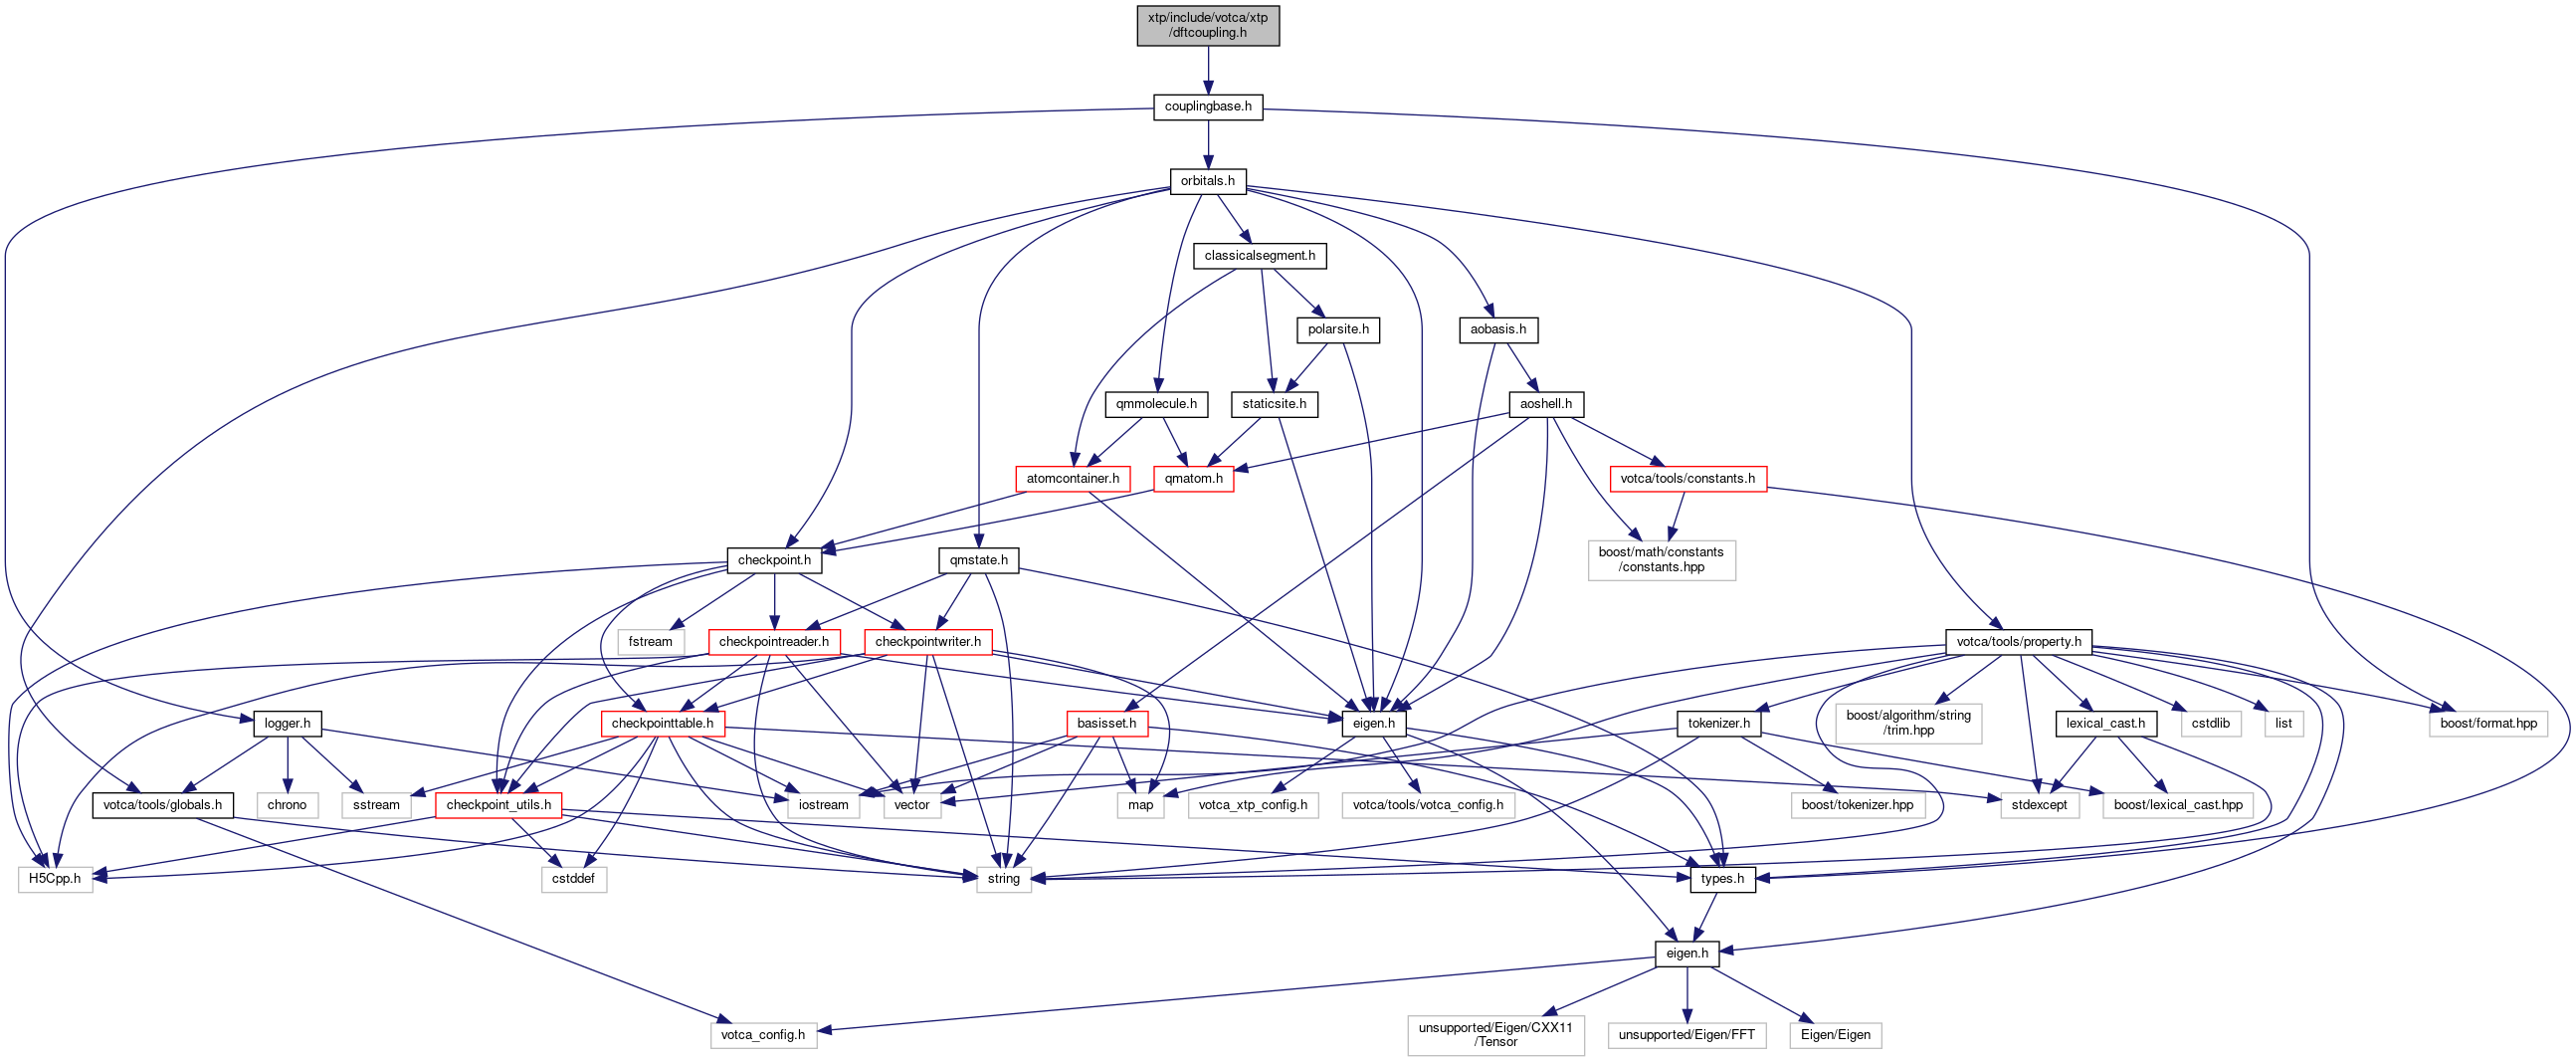 xtp/include/votca/xtp
/dftcoupling.h
couplingbase.h
orbitals.h
classicalsegment.h
polarsite.h
aobasis.h
qmmolecule.h
staticsite.h
aoshell.h
atomcontainer.h
qmatom.h
votca/tools/constants.h
checkpoint.h
qmstate.h
boost/math/constants
/constants.hpp
fstream
checkpointreader.h
checkpointwriter.h
votca/tools/property.h
logger.h
checkpointtable.h
basisset.h
eigen.h
tokenizer.h
boost/algorithm/string
/trim.hpp
lexical_cast.h
cstdlib
list
boost/format.hpp
votca/tools/globals.h
chrono
sstream
checkpoint_utils.h
iostream
vector
map
votca_xtp_config.h
votca/tools/votca_config.h
boost/tokenizer.hpp
stdexcept
boost/lexical_cast.hpp
H5Cpp.h
cstddef
string
types.h
eigen.h
votca_config.h
unsupported/Eigen/CXX11
/Tensor
unsupported/Eigen/FFT
Eigen/Eigen